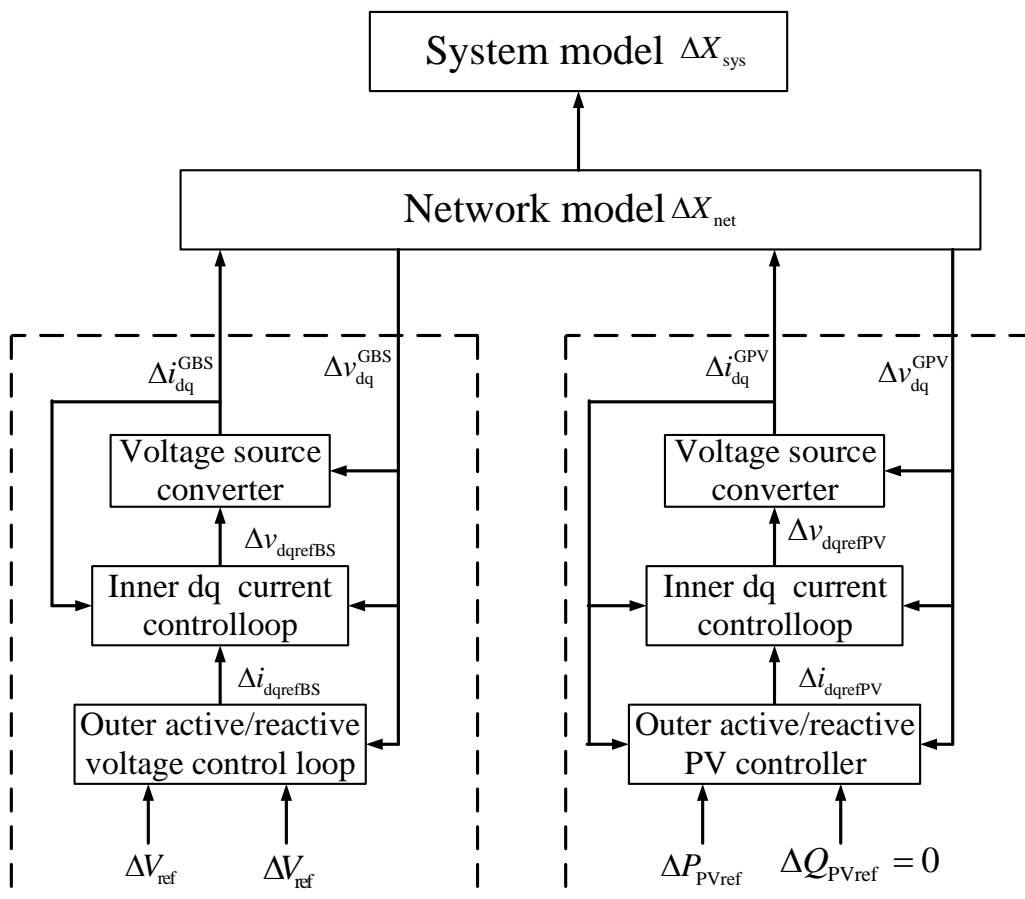 System model ΔX_sys
Network model ΔX_net
Δi_dq^GBS
Δv_dq^GBS
Voltage source
converter
Δv_dqrefBS
Inner dq current
controlloop
Δi_dqrefBS
Outer active/reactive
voltage control loop
ΔV_ref
ΔV_ref
Δi_dq^GPV
Δv_dq^GPV
Voltage source
converter
Δv_dqrefPV
Inner dq current
controlloop
Δi_dqrefPV
Outer active/reactive
PV controller
ΔP_PVref
ΔQ_PVref = 0